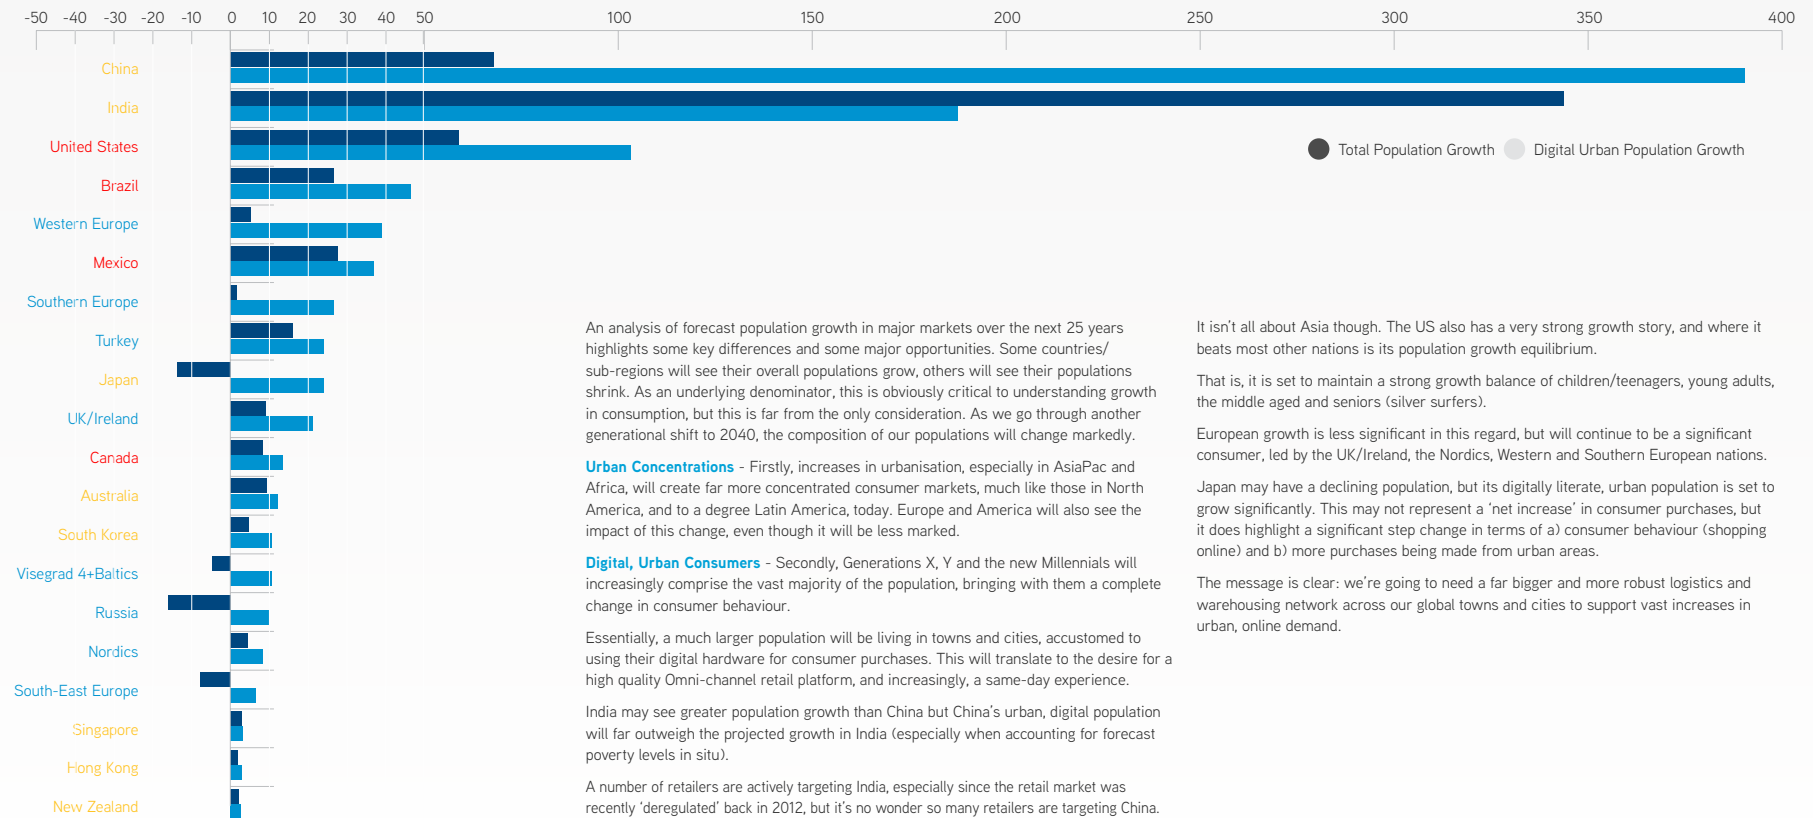 -50 -40 -30 -20 -10 0 10 20 30 40 50 100 150 200 250 300 350 400
China
India
United States
Brazil
Western Europe
Mexico
Southern Europe
Turkey
Japan
UK/Ireland
Canada
Australia
South Korea
Visegrad 4+Baltics
Russia
Nordics
South-East Europe
Singapore
Hong Kong
New Zealand
Total Population Growth
Digital Urban Population Growth
An analysis of forecast population growth in major markets over the next 25 years
highlights some key differences and some major opportunities. Some countries/
sub-regions will see their overall populations grow, others will see their populations
shrink. As an underlying denominator, this is obviously critical to understanding growth
in consumption, but this is far from the only consideration. As we go through another
generational shift to 2040, the composition of our populations will change markedly.
Urban Concentrations - Firstly, increases in urbanisation, especially in AsiaPac and
Africa, will create far more concentrated consumer markets, much like those in North
America, and to a degree Latin America, today. Europe and America will also see the
impact of this change, even though it will be less marked.
Digital, Urban Consumers - Secondly, Generations X, Y and the new Millennials will
increasingly comprise the vast majority of the population, bringing with them a complete
change in consumer behaviour.
Essentially, a much larger population will be living in towns and cities, accustomed to
using their digital hardware for consumer purchases. This will translate to the desire for a
high quality Omni-channel retail platform, and increasingly, a same-day experience.
India may see greater population growth than China but China's urban, digital population
will far outweigh the projected growth in India (especially when accounting for forecast
poverty levels in situ).
A number of retailers are actively targeting India, especially since the retail market was
recently ‘deregulated’ back in 2012, but it's no wonder so many retailers are targeting China.
It isn't all about Asia though. The US also has a very strong growth story, and where it
beats most other nations is its population growth equilibrium.
That is, it is set to maintain a strong growth balance of children/teenagers, young adults,
the middle aged and seniors (silver surfers).
European growth is less significant in this regard, but will continue to be a significant
consumer, led by the UK/Ireland, the Nordics, Western and Southern European nations.
Japan may have a declining population, but its digitally literate, urban population is set to
grow significantly. This may not represent a ‘net increase’ in consumer purchases, but
it does highlight a significant step change in terms of a) consumer behaviour (shopping
online) and b) more purchases being made from urban areas.
The message is clear: we're going to need a far bigger and more robust logistics and
warehousing network across our global towns and cities to support vast increases in
urban, online demand.